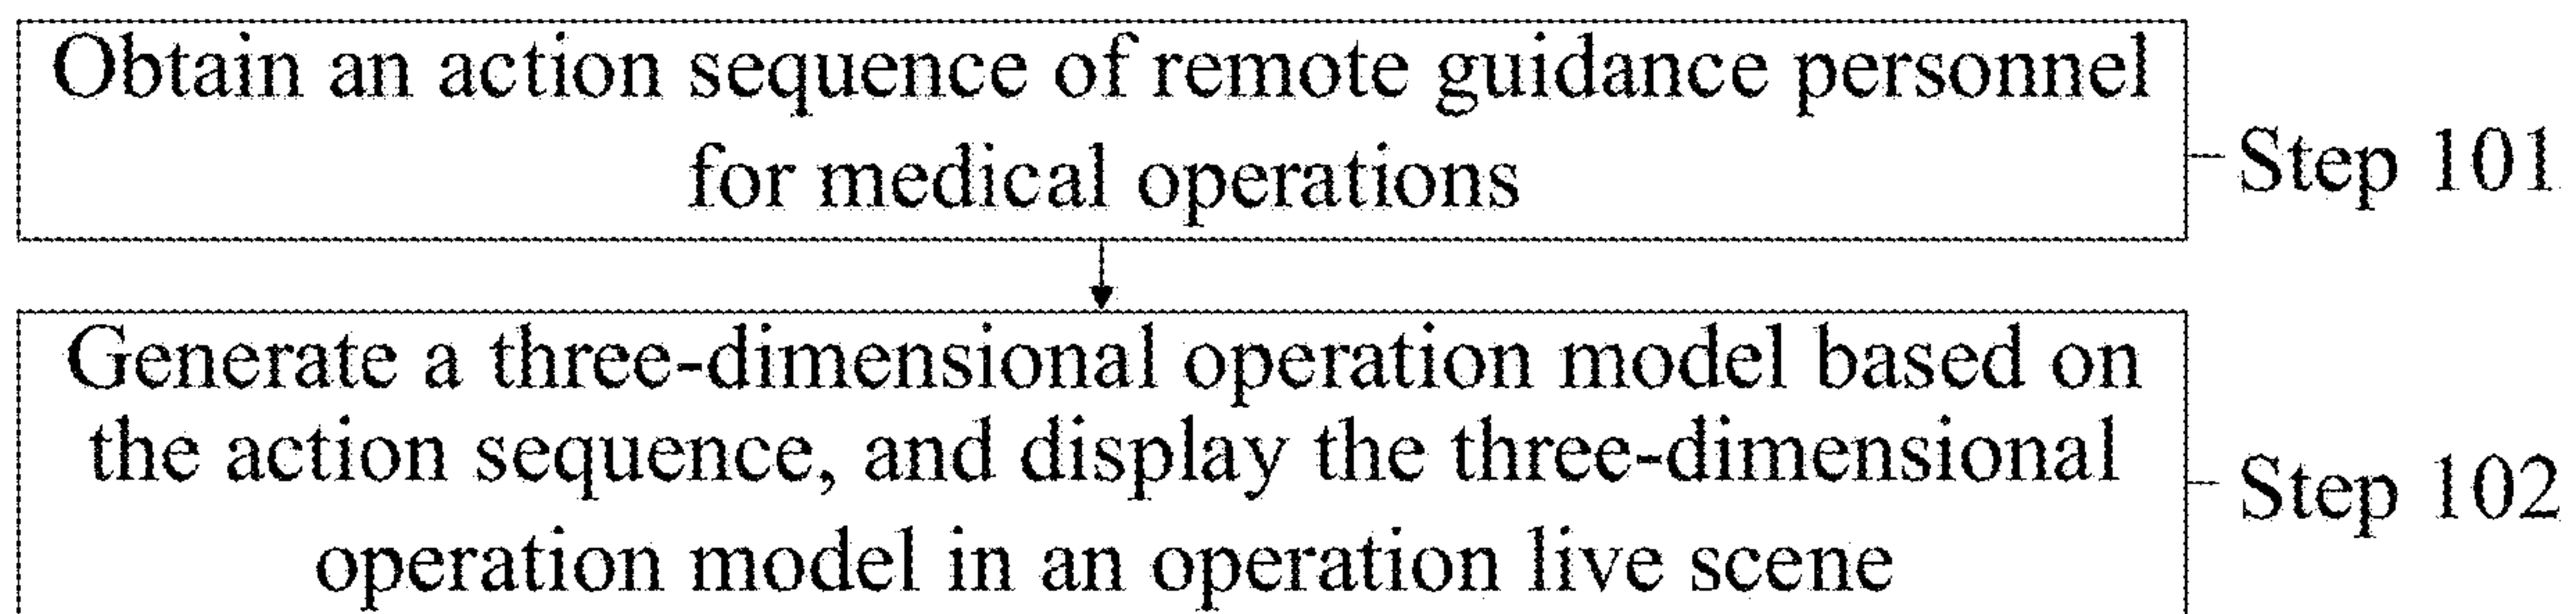 Obtain an action sequence of remote guidance personnel
for medical operations
Step 101
Generate a three-dimensional operation model based on
the action sequence, and display the three-dimensional
operation model in an operation live scene
Step 102